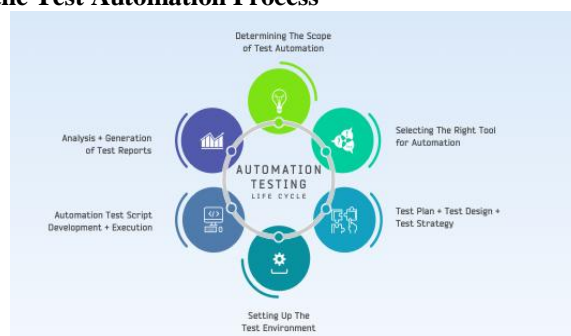 the Test Automation Process
Determining The Scope
of Test Automation
Selecting The Right Tool
for Automation
Test Plan + Test Design +
Test Strategy
Setting Up The
Test Environment
Automation Test Script
Development + Execution
Analysis + Generation
of Test Reports
AUTOMATION
TESTING
LIFE CYCLE